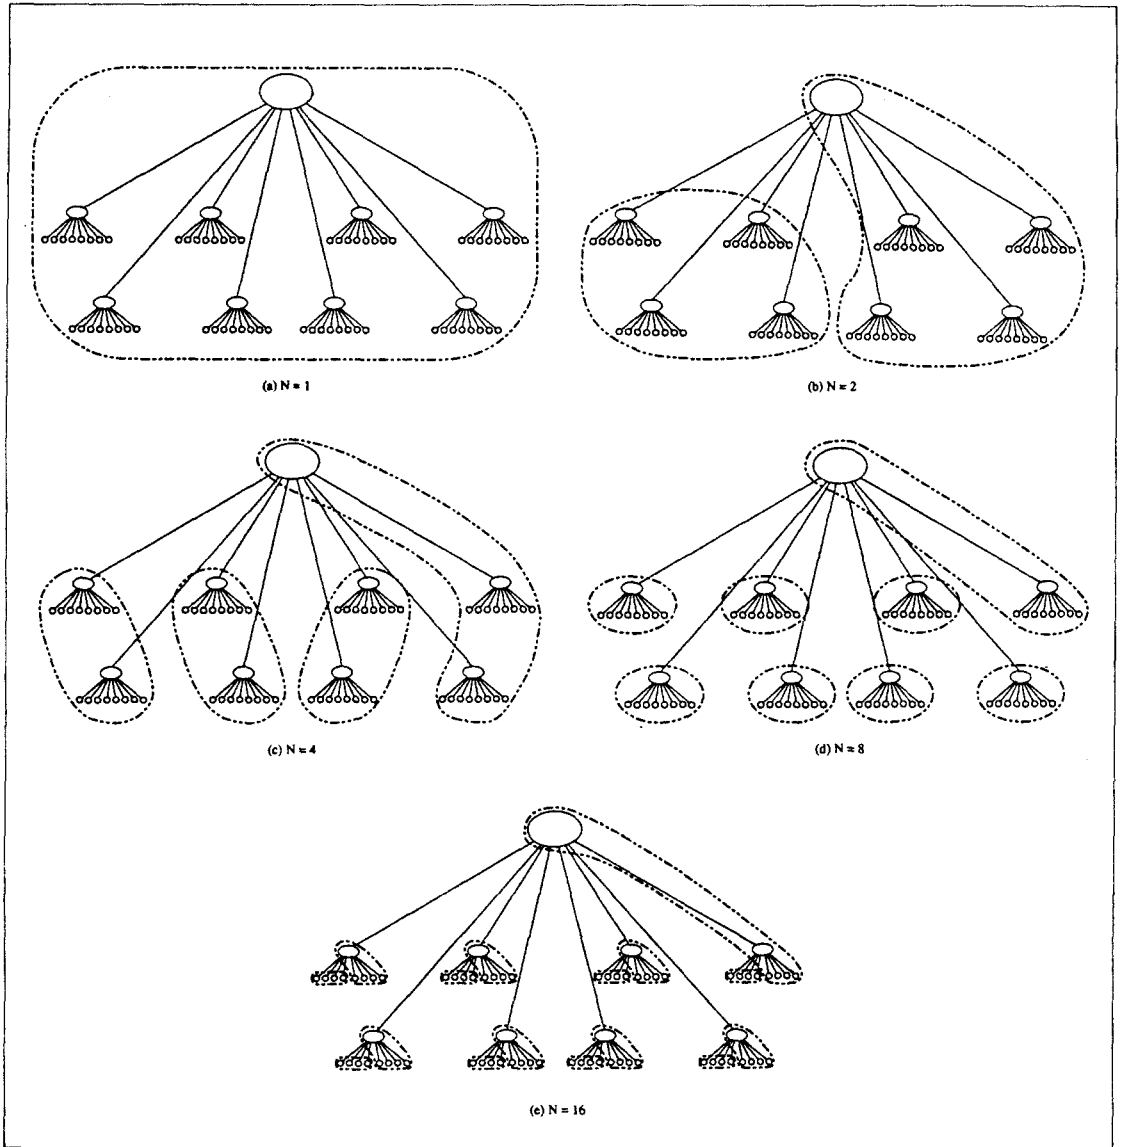 (a) N = 1
(b) N = 2
(c) N = 4
(d) N = 8
(e) N = 16